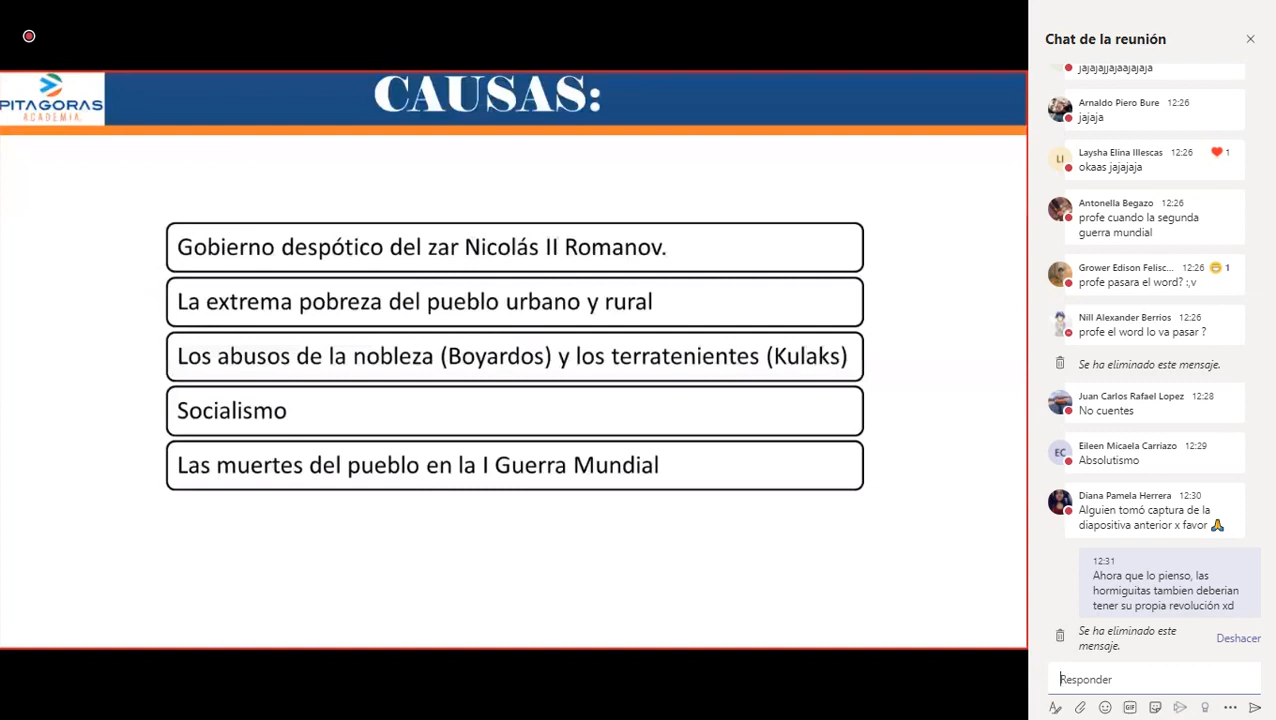 PITAGORAS
ACADEMIA
CAUSAS:
Gobierno despótico del zar Nicolás II Romanov.
La extrema pobreza del pueblo urbano y rural
Los abusos de la nobleza (Boyardos) y los terratenientes (Kulaks)
Socialismo
Las muertes del pueblo en la I Guerra Mundial
Chat de la reunión
jajajajjajaajajaja
Arnaldo Piero Bure 12:26
jajaja
LI
Laysha Elina Illescas 12:26 1
okaas jajajaja
Antonella Begazo 12:26
profe cuando la segunda
guerra mundial
Grower Edison Felisc... 12:26 1
profe pasara el word? :,v
Nill Alexander Berrios 12:26
profe el word lo va pasar ?
Se ha eliminado este mensaje.
Juan Carlos Rafael Lopez 12:28
No cuentes
EC
Eileen Micaela Carriazo 12:29
Absolutismo
Diana Pamela Herrera 12:30
Alguien tomó captura de la
diapositiva anterior x favor 🙏
12:31
Ahora que lo pienso, las
hormiguitas tambien deberian
tener su propia revolución xd
Se ha eliminado este
mensaje.
Deshacer
Responder
GIF